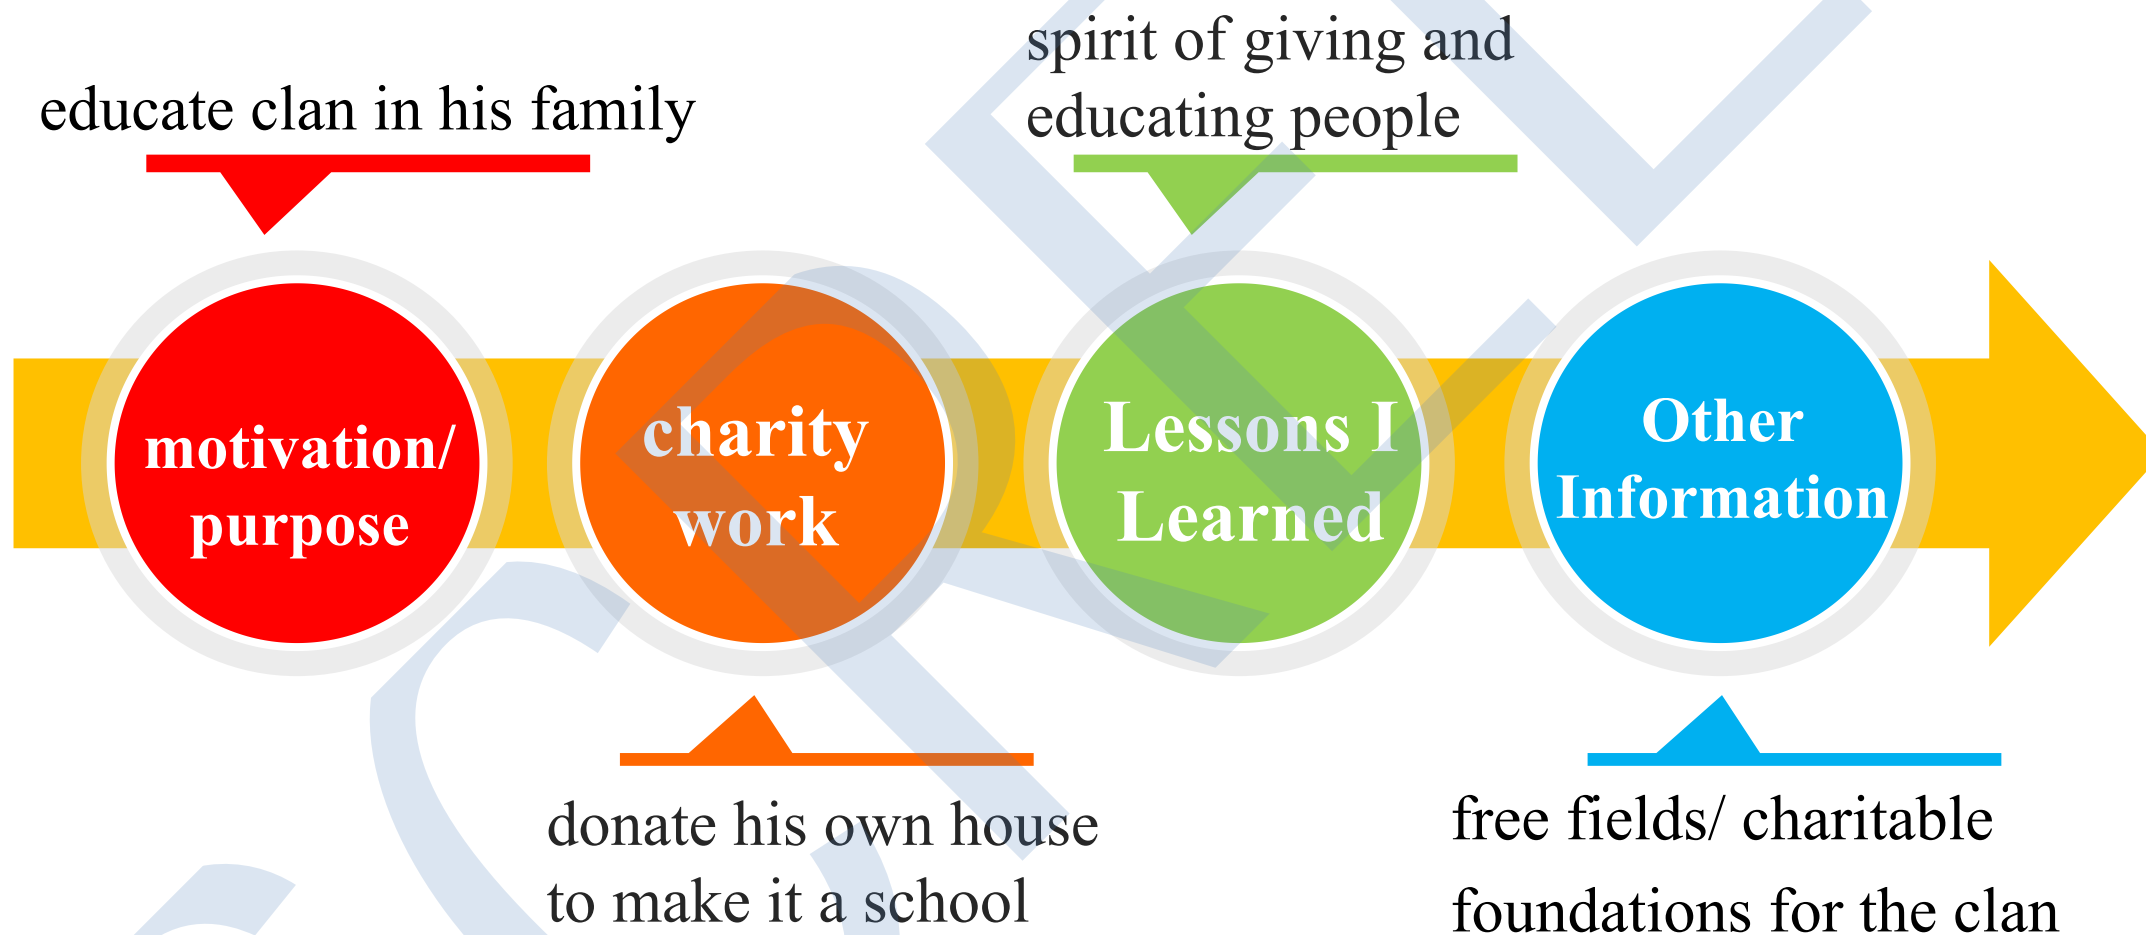 educate clan in his family
spirit of giving and
educating people
motivation/
purpose
charity
work
Lessons I
Learned
Other
Information
donate his own house
to make it a school
free fields/ charitable
foundations for the clan